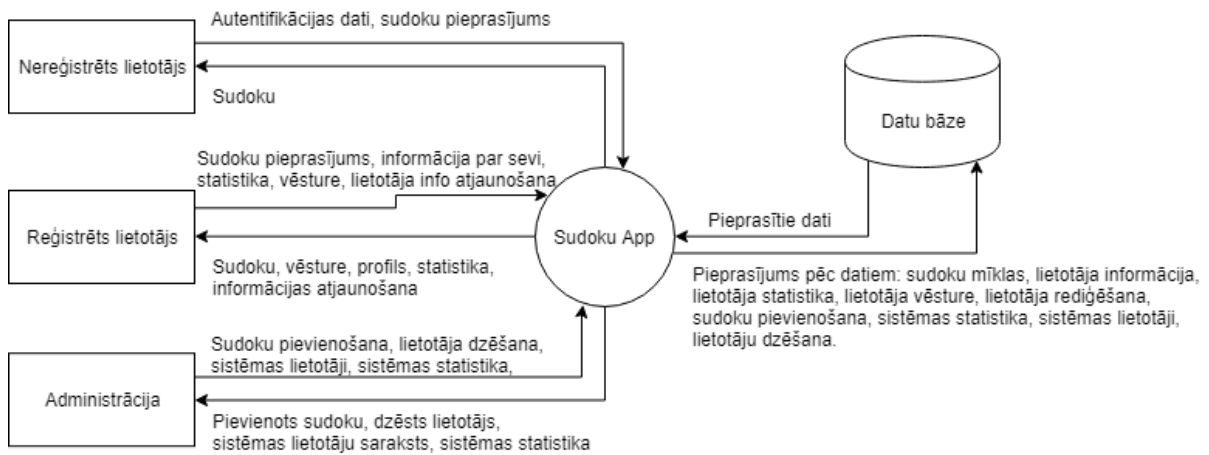 Autentifikācijas dati, sudoku pieprasījums
Nereģistrēts lietotājs
Sudoku
Datu bāze
Sudoku pieprasījums, informācija par sevi,
statistika, vēsture, lietotāja info atjaunošana
Reģistrēts lietotājs
Sudoku App
Pieprasītie dati
Sudoku, vēsture, profils, statistika,
informācijas atjaunošana
Pieprasījums pēc datiem: sudoku mīklas, lietotāja informācija,
lietotāja statistika, lietotāja vēsture, lietotāja rediģēšana,
sudoku pievienošana, sistēmas statistika, sistēmas lietotāji,
lietotāju dzēšana.
Sudoku pievienošana, lietotāja dzēšana,
sistēmas lietotāji, sistēmas statistika,
Administrācija
Pievienots sudoku, dzēsts lietotājs,
sistēmas lietotāju saraksts, sistēmas statistika